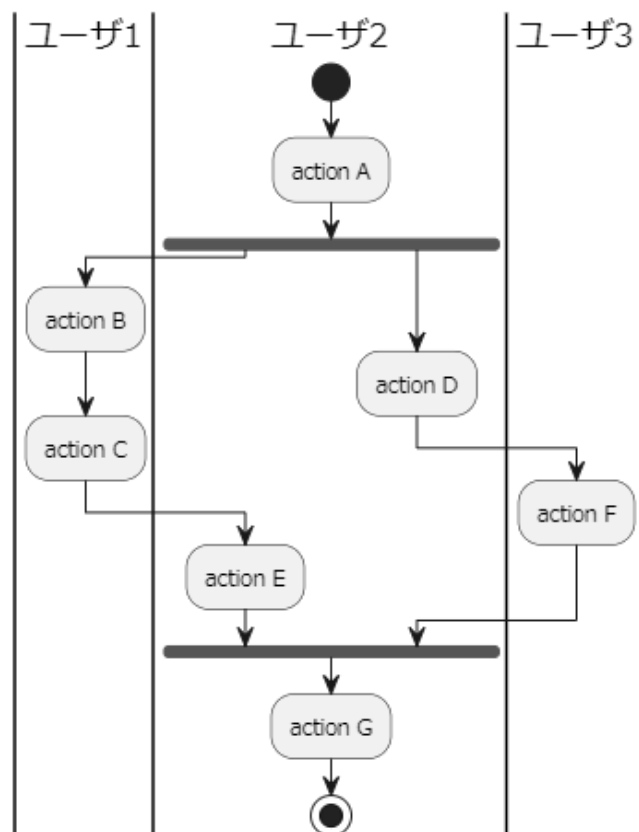 ユーザ1 ユーザ2 ユーザ3
action A
action B
action D
action C
action F
action E
action G